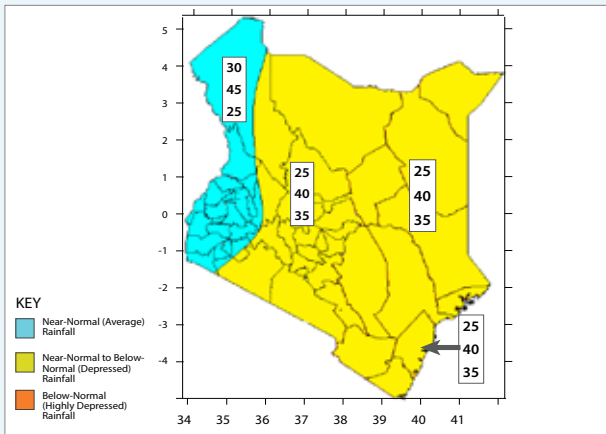 5
4
3
2
1
0
-1
-2
-3
-4
30
45
25
25
40
35
25
40
35
25
40
35
KEY
Near-Normal (Average)
Rainfall
Near-Normal to Below-
Normal (Depressed)
Rainfall
Below-Normal
(Highly Depressed)
Rainfall
34 35 36 37 38 39 40 41